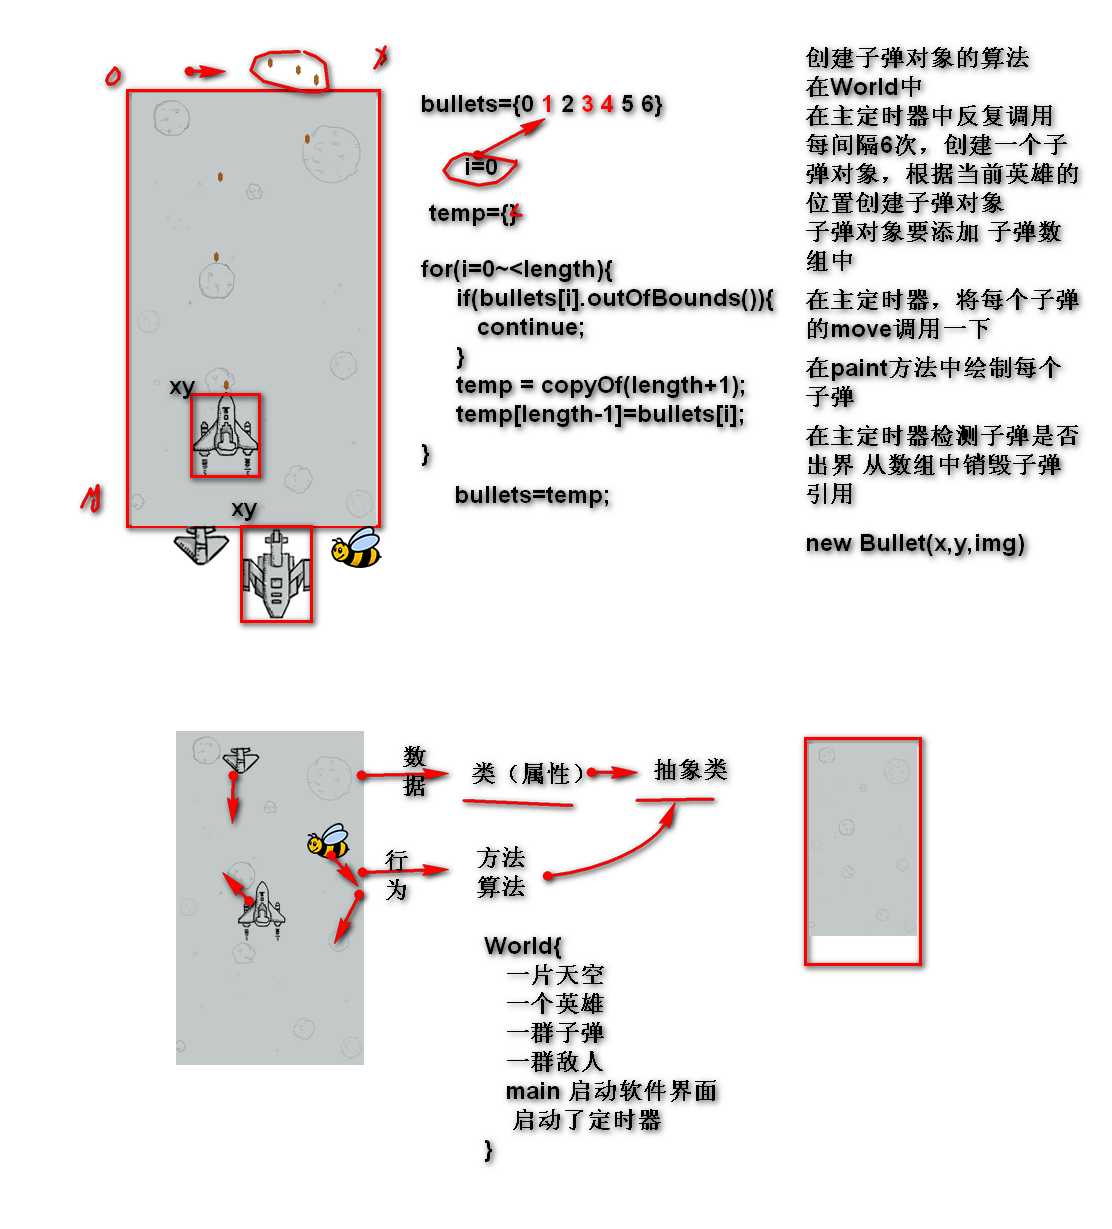 o
x
bullets={0 1 2 3 4 5 6}
i=0
temp={}
for(i=0~<length){
if(bullets[i].outOfBounds()){
continue;
}
temp = copyOf(length+1);
temp[length-1]=bullets[i];
}
bullets=temp;
xy
y
xy
创建子弹对象的算法
在World中
在主定时器中反复调用
每间隔6次，创建一个子
弹对象，根据当前英雄的
位置创建子弹对象
子弹对象要添加 子弹数
组中
在主定时器，将每个子弹
的move调用一下
在paint方法中绘制每个
子弹
在主定时器检测子弹是否
出界 从数组中销毁子弹
引用
new Bullet(x,y,img)
数
据
类（属性）
抽象类
行
为
方法
算法
World{
一片天空
一个英雄
一群子弹
一群敌人
main 启动软件界面
启动了定时器
}